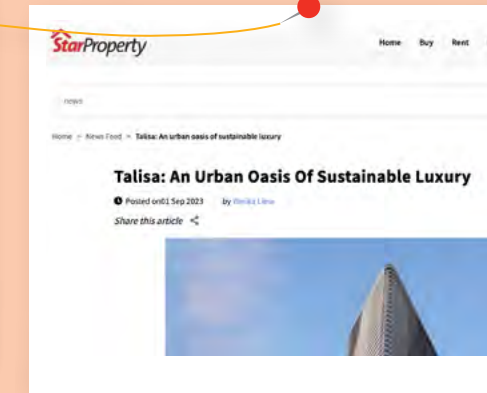 StarProperty
Home Buy Rent
news
Home > News Feed > Talisa: An urban oasis of sustainable luxury
Talisa: An Urban Oasis Of Sustainable Luxury
Posted on01 Sep 2023 by
Share this article